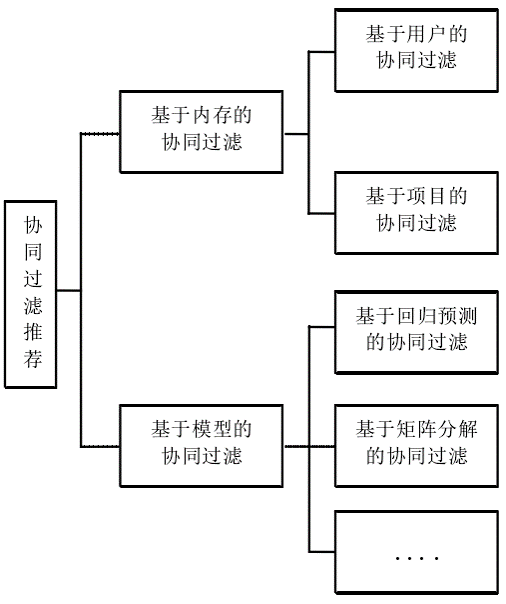 协同过滤推荐
基于内存的
协同过滤
基于用户的
协同过滤
基于项目的
协同过滤
基于模型的
协同过滤
基于回归预测
的协同过滤
基于矩阵分解
的协同过滤
....